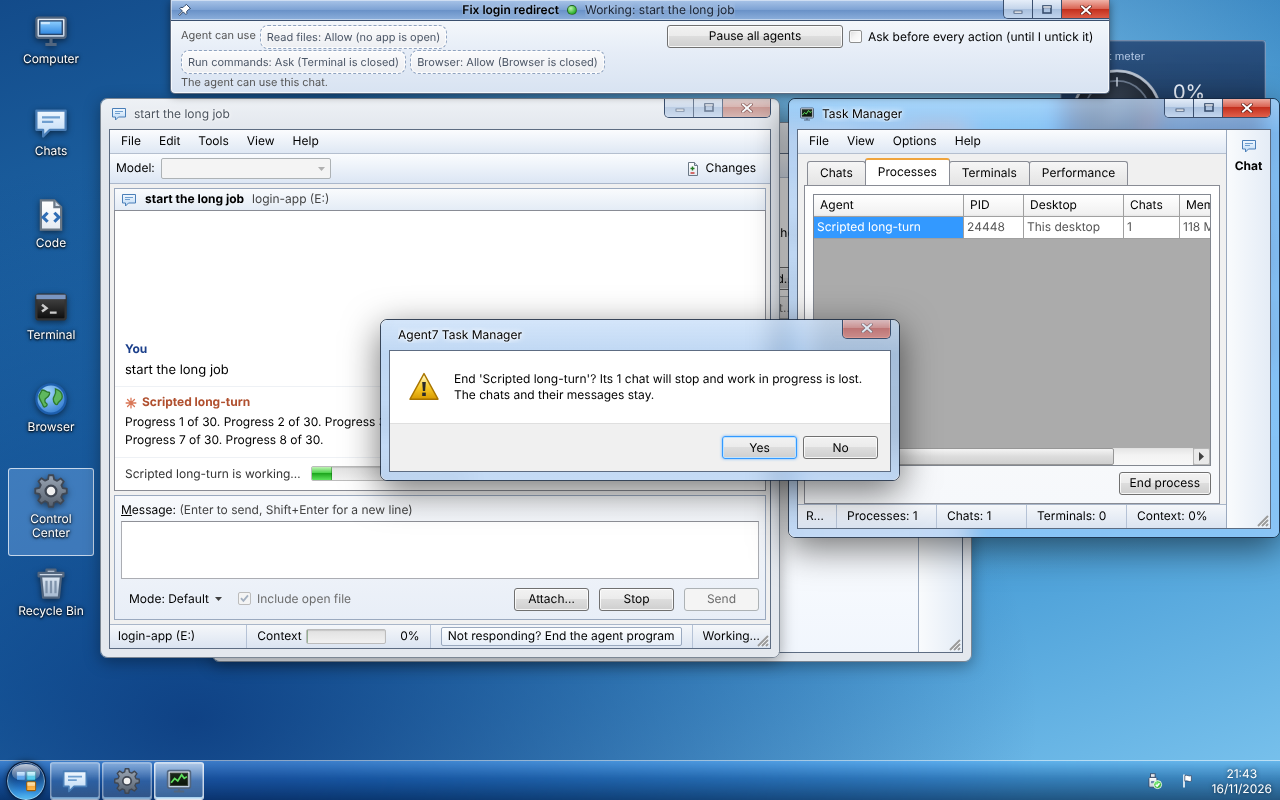 Computer
Chats
Code
Terminal
Browser
Control
Center
Recycle Bin
Fix login redirect
Working: start the long job
Agent can use
Read files: Allow (no app is open)
Pause all agents
Ask before every action (until I untick it)
Run commands: Ask (Terminal is closed)
Browser: Allow (Browser is closed)
The agent can use this chat.
meter
0%
start the long job
File Edit Tools View Help
Model:
Changes
start the long job login-app (E:)
You
start the long job
Scripted long-turn
Progress 1 of 30. Progress 2 of 30. Progress
Progress 7 of 30. Progress 8 of 30.
Scripted long-turn is working...
Message: (Enter to send, Shift+Enter for a new line)
Mode: Default
Include open file
Attach...
Stop
Send
login-app (E:)
Context
0%
Not responding? End the agent program
Working...
Task Manager
File View Options Help
Chats Processes Terminals Performance
Agent PID Desktop Chats Mem
Scripted long-turn 24448 This desktop 1 118 M
End process
R... Processes: 1 Chats: 1 Terminals: 0 Context: 0%
Chat
Agent7 Task Manager
End 'Scripted long-turn'? Its 1 chat will stop and work in progress is lost.
The chats and their messages stay.
Yes
No
21:43
16/11/2026